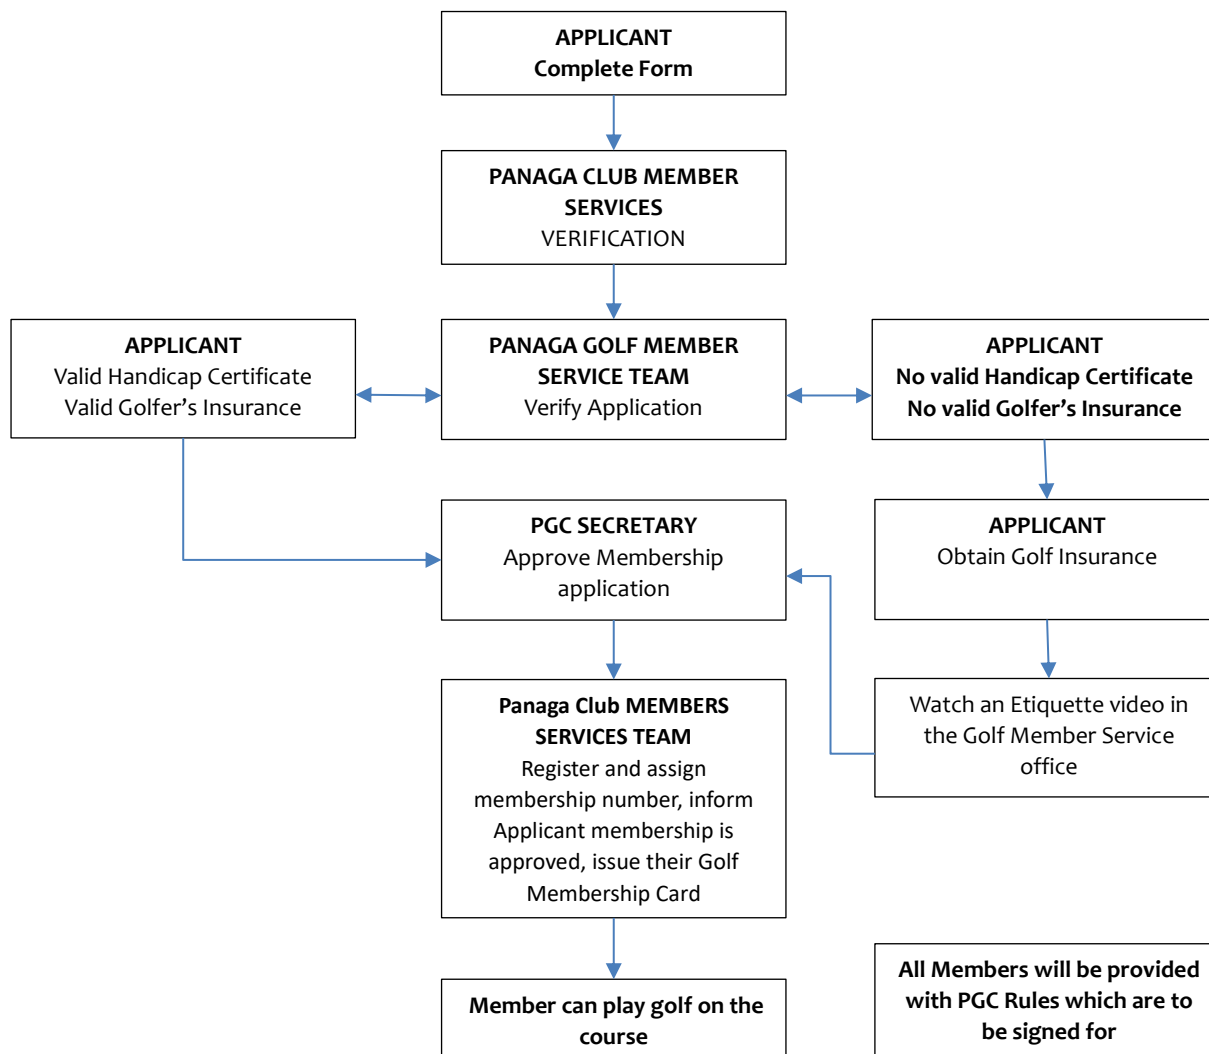 APPLICANT
Complete Form
PANAGA CLUB MEMBER
SERVICES
VERIFICATION
APPLICANT
Valid Handicap Certificate
Valid Golfer’s Insurance
PANAGA GOLF MEMBER
SERVICE TEAM
Verify Application
APPLICANT
No valid Handicap Certificate
No valid Golfer’s Insurance
PGC SECRETARY
Approve Membership
application
APPLICANT
Obtain Golf Insurance
Panaga Club MEMBERS
SERVICES TEAM
Register and assign
membership number, inform
Applicant membership is
approved, issue their Golf
Membership Card
Watch an Etiquette video in
the Golf Member Service
office
Member can play golf on the
course
All Members will be provided
with PGC Rules which are to
be signed for